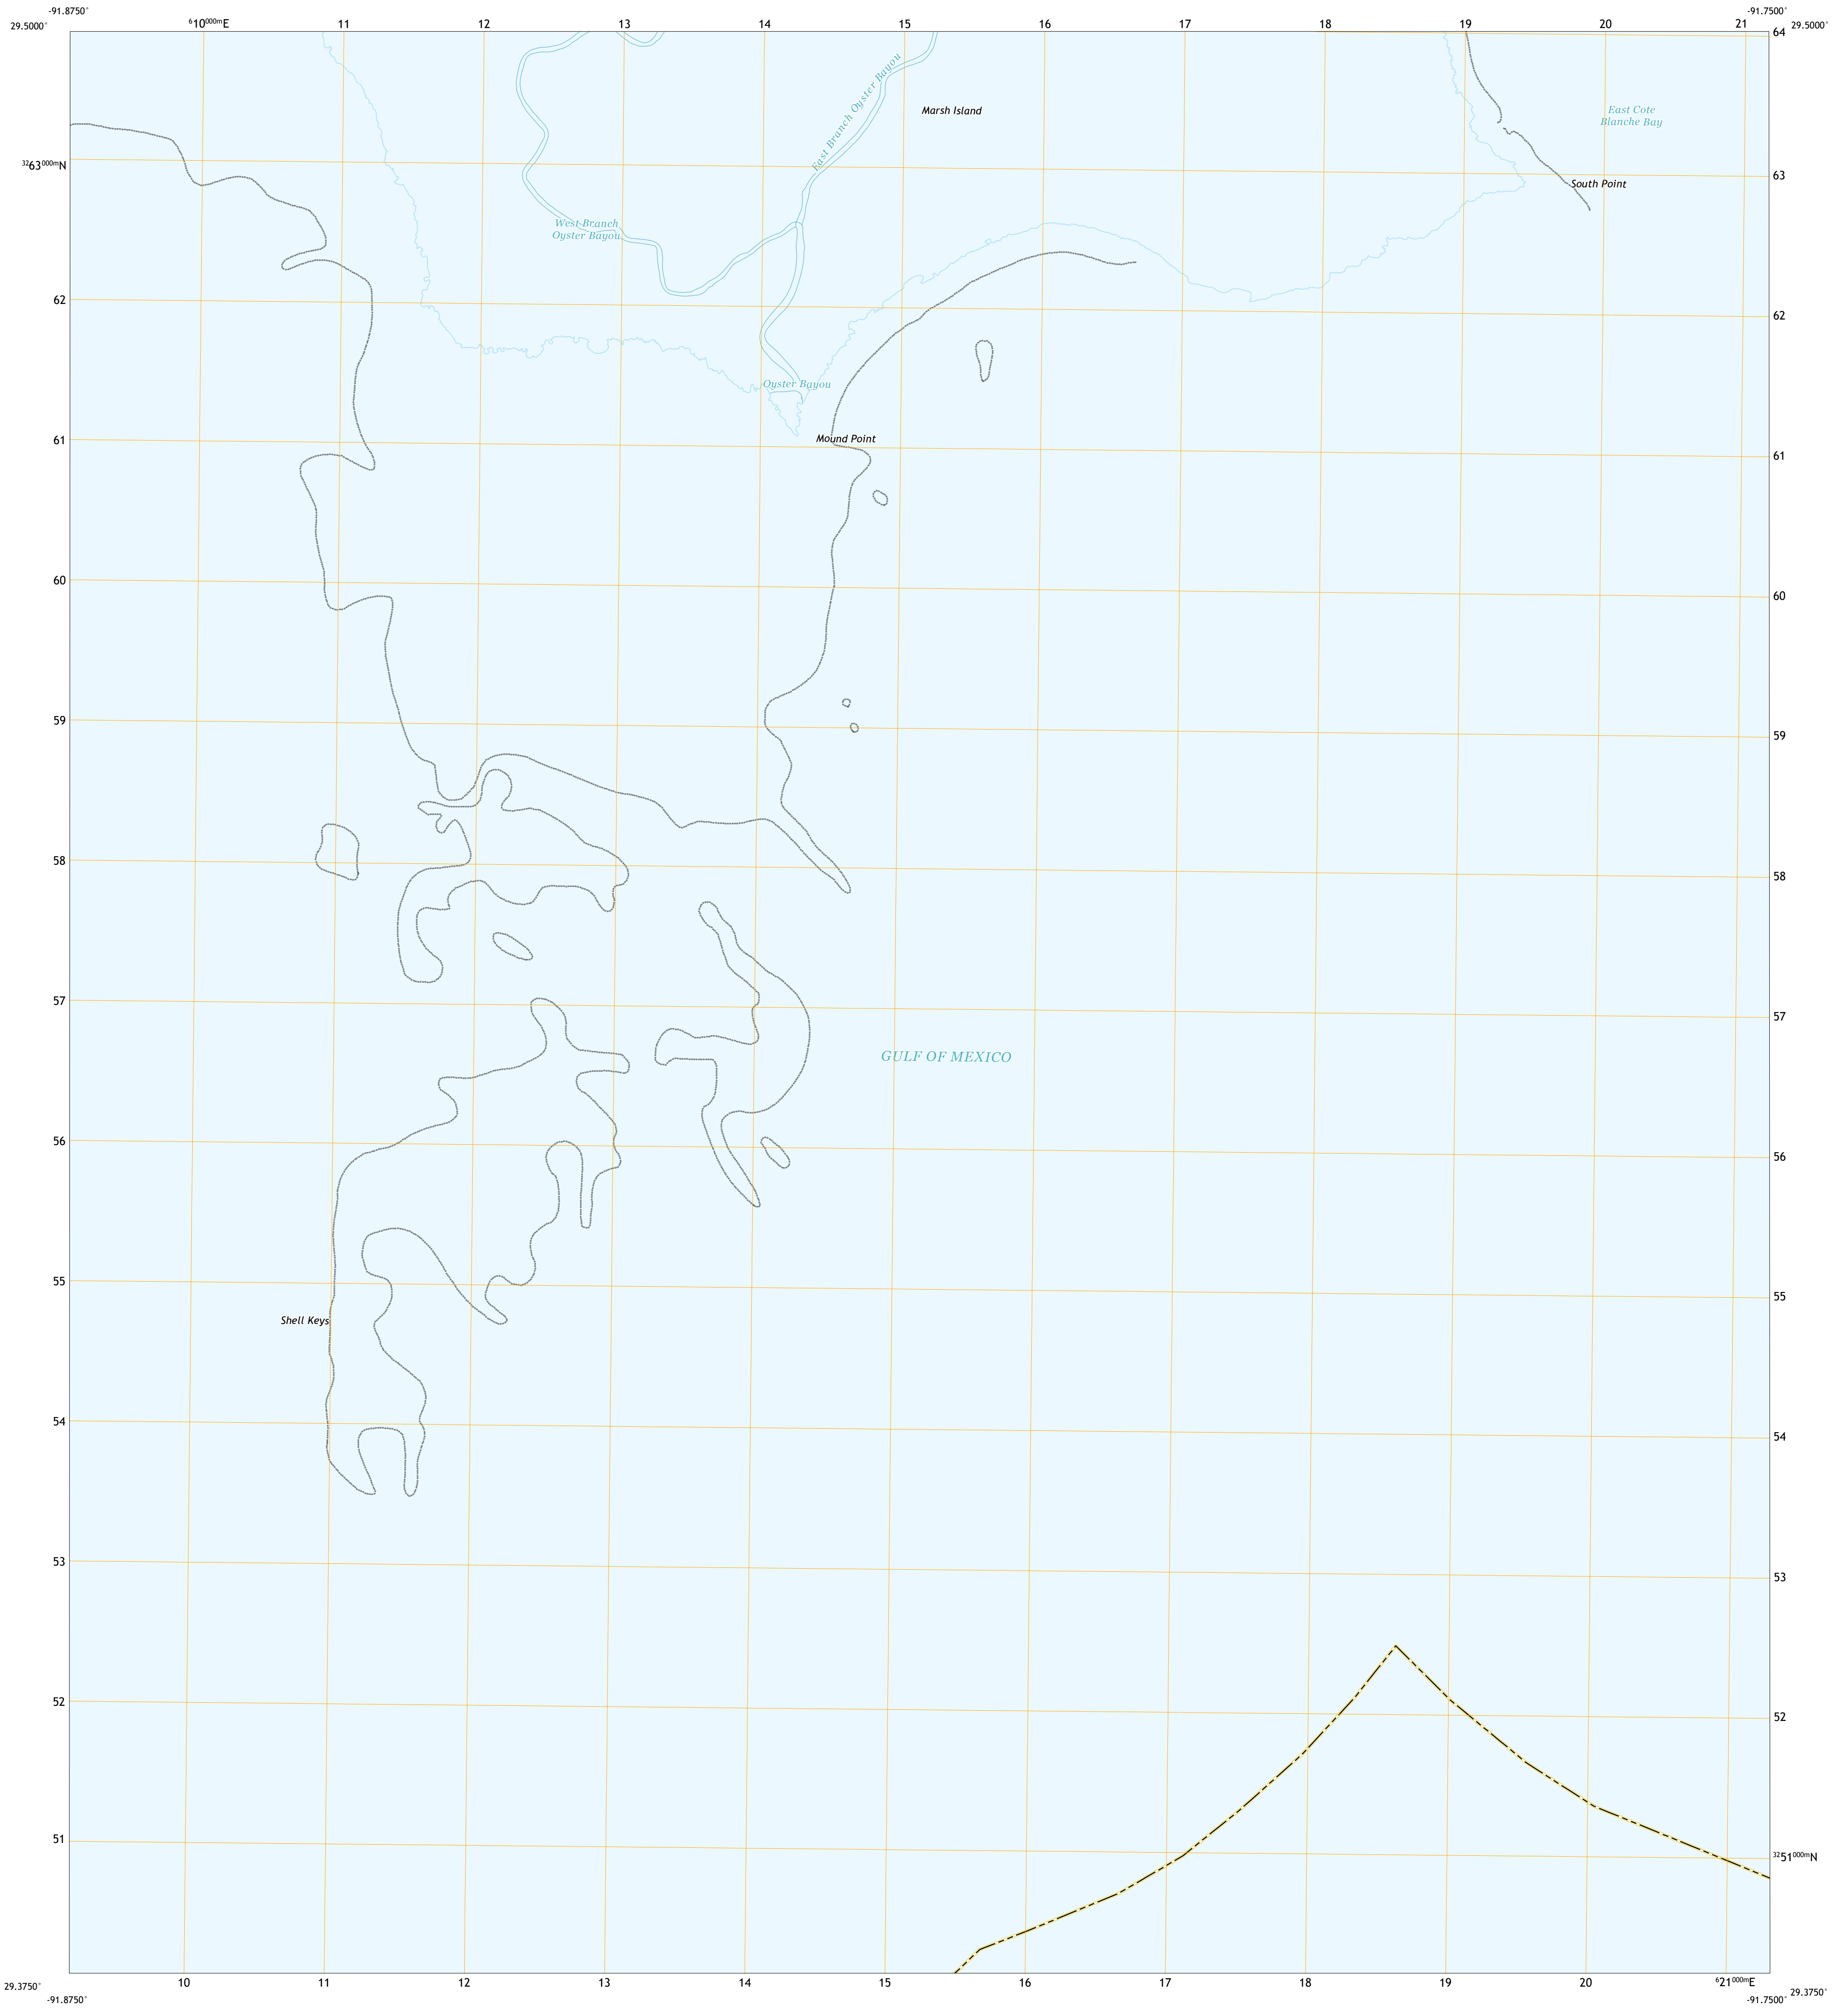 -91.8750°
-91.7500°
29.5000°
⁶10⁰⁰⁰ᵐE 11 12 13 14 15 16 17 18 19 20 21
29.5000°
64
East Branch Oyster Bayou
Marsh Island
East Cote
Blanche Bay
³²63⁰⁰⁰ᵐN
63
South Point
West Branch
Oyster Bayou
62
62
Oyster Bayou
61
Mound Point
61
60
60
59
59
58
58
57
57
GULF OF MEXICO
56
56
55
55
Shell Keys
54
54
53
53
52
52
51
³²51⁰⁰⁰ᵐN
29.3750°
10 11 12 13 14 15 16 17 18 19 20 ⁶21⁰⁰⁰ᵐE
29.3750°
-91.8750°
-91.7500°